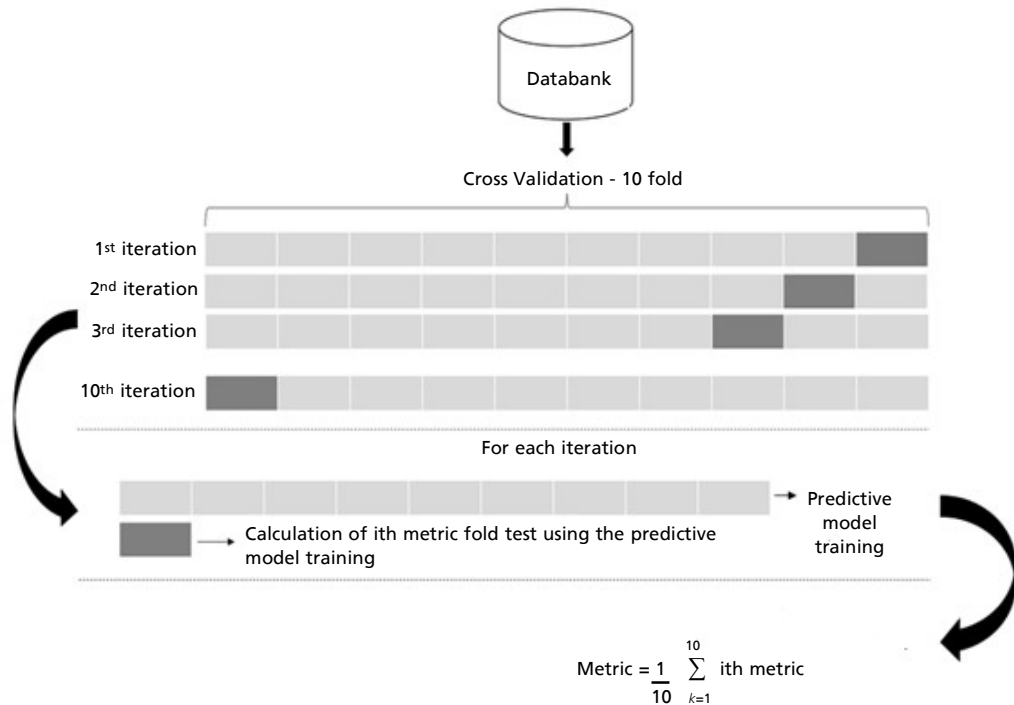 Databank
Cross Validation - 10 fold
1st iteration
2nd iteration
3rd iteration
10th iteration
For each iteration
Predictive
model
training
Calculation of ith metric fold test using the predictive
model training
10
Metric = 1 ∑ ith metric
10 k=1